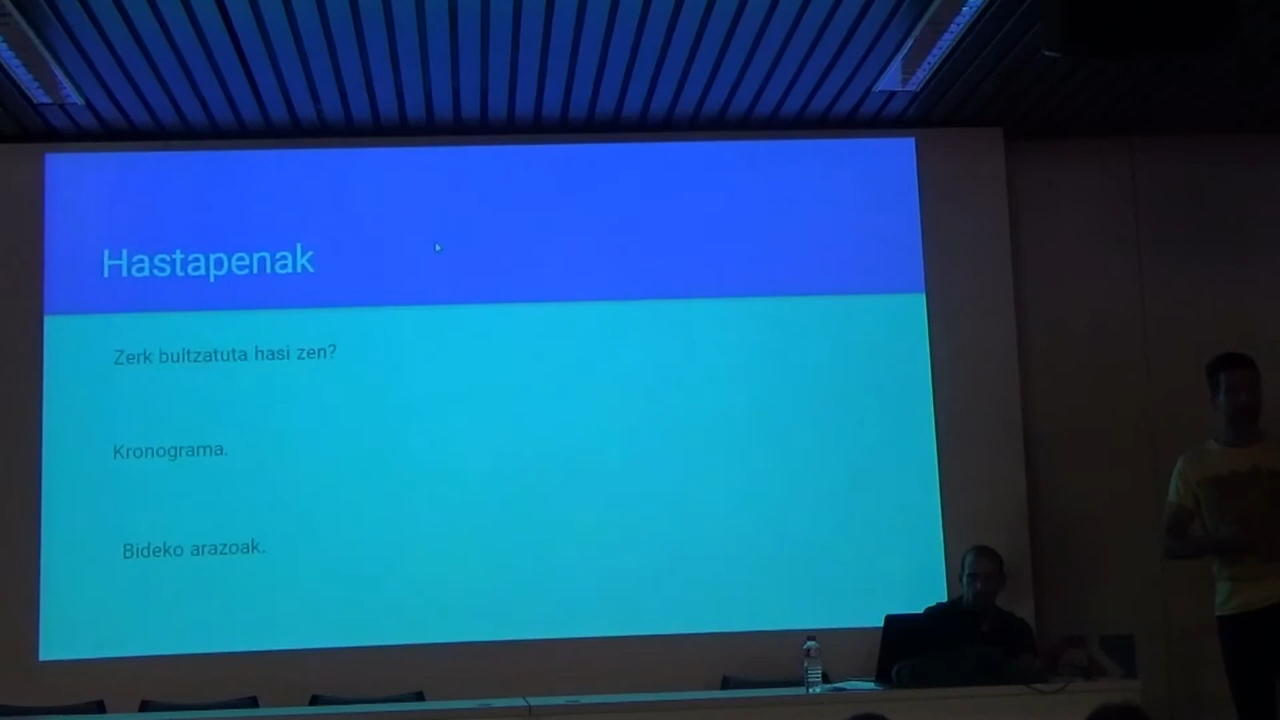 Hastapenak
Zerk bultzatuta hasi zen?
Kronograma.
Bideko arazoak.